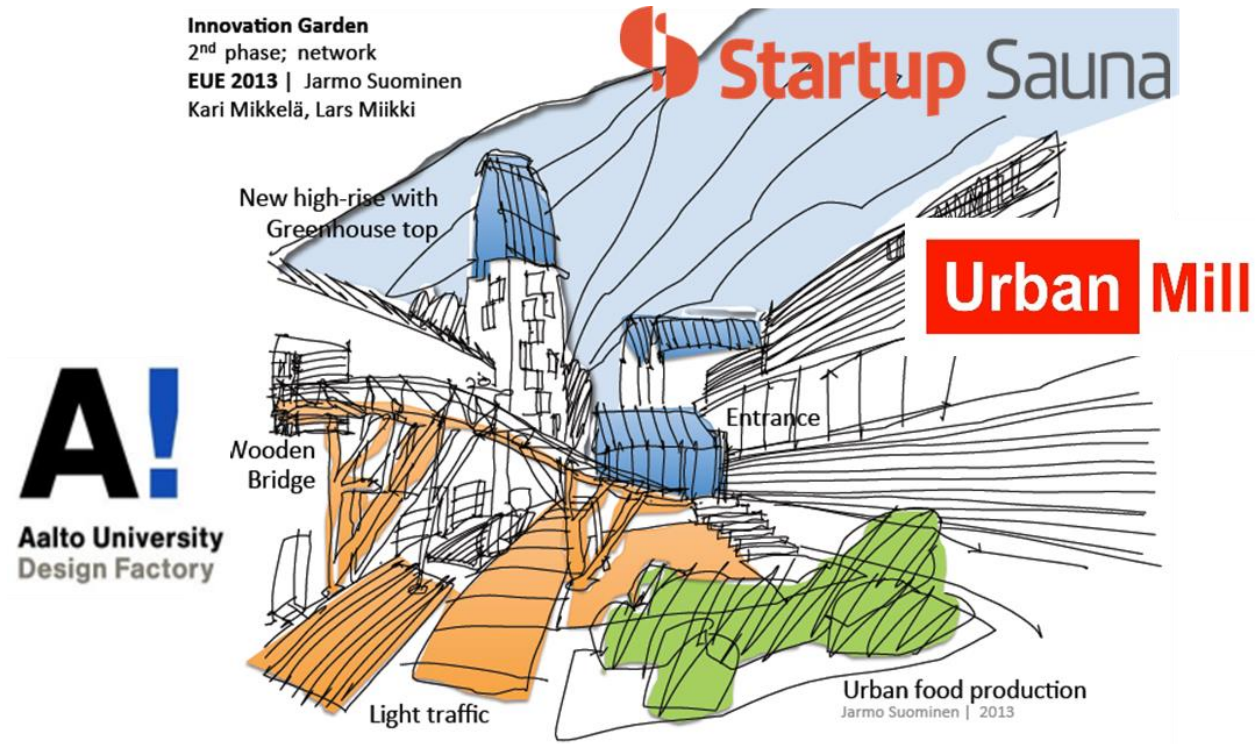 Innovation Garden
2nd phase; network
EUE 2013 | Jarmo Suominen
Kari Mikkelä, Lars Miikki
Startup Sauna
New high-rise with
Greenhouse top
Urban Mill
A!
Aalto University
Design Factory
Entrance
Wooden
Bridge
Urban food production
Jarmo Suominen | 2013
Light traffic